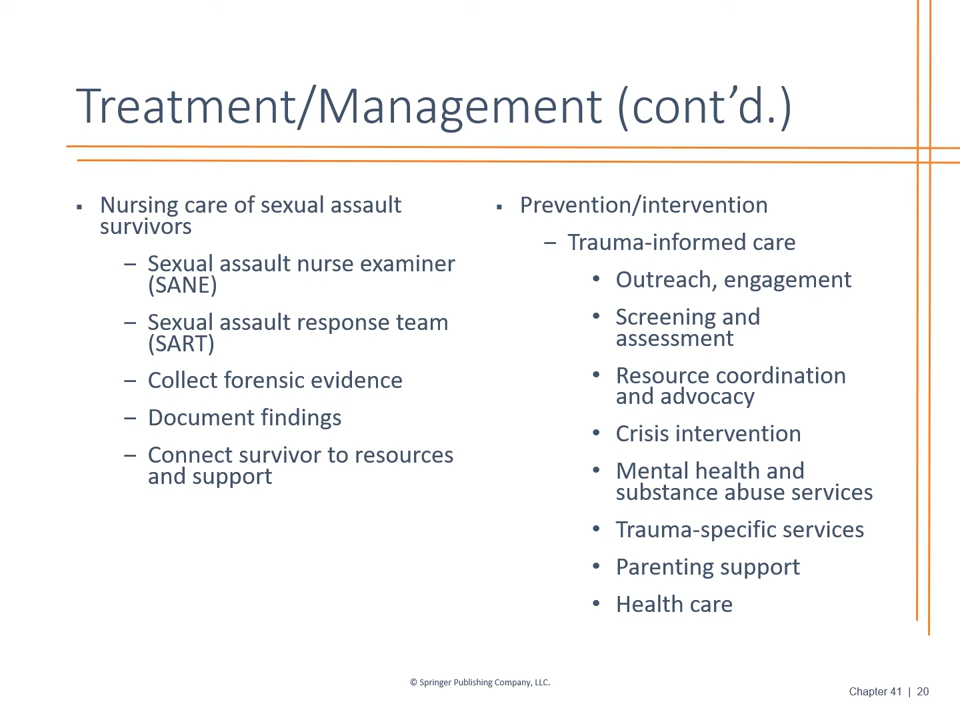 Treatment/Management (cont’d.)
▪ Nursing care of sexual assault
survivors
– Sexual assault nurse examiner
(SANE)
– Sexual assault response team
(SART)
– Collect forensic evidence
– Document findings
– Connect survivor to resources
and support
▪ Prevention/intervention
– Trauma-informed care
• Outreach, engagement
• Screening and
assessment
• Resource coordination
and advocacy
• Crisis intervention
• Mental health and
substance abuse services
• Trauma-specific services
• Parenting support
• Health care
© Springer Publishing Company, LLC.
Chapter 41 | 20